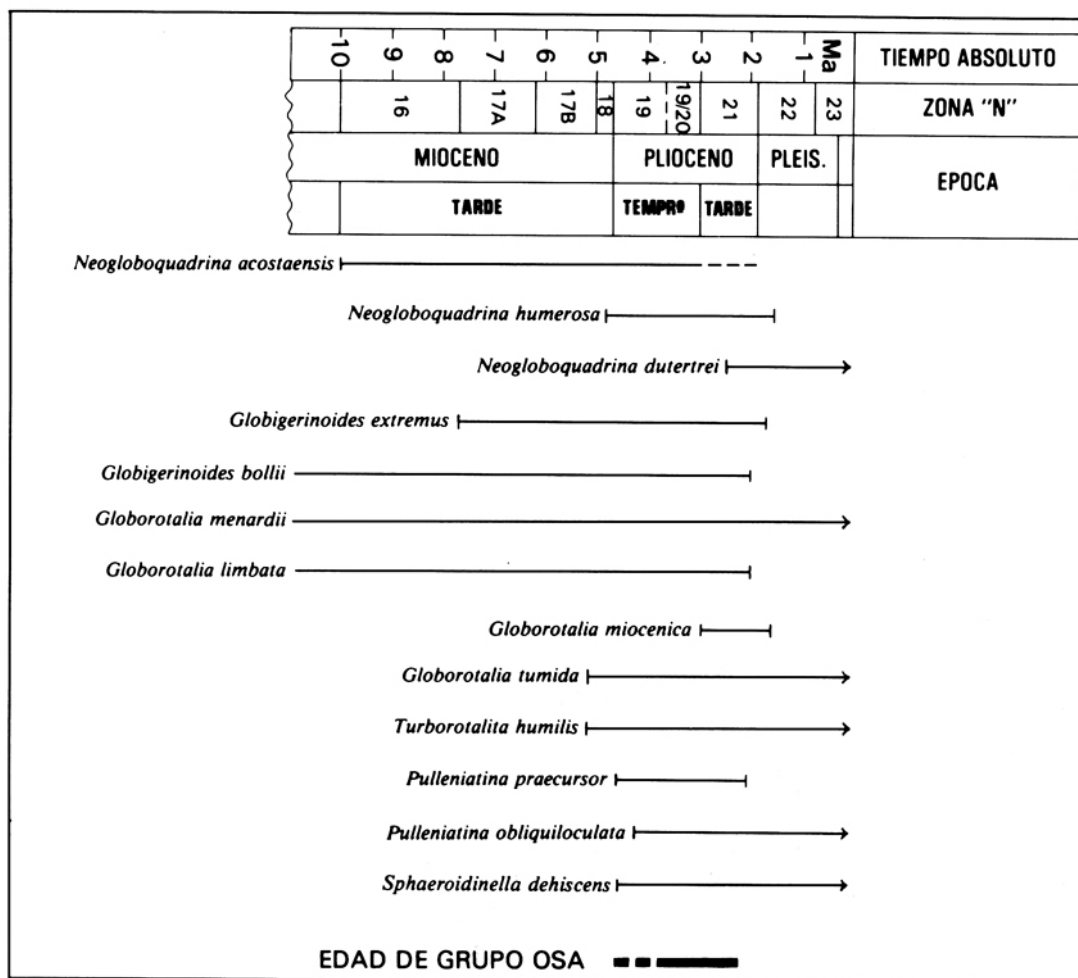 10 9 8 7 6 5 4 3 2 1 Ma TIEMPO ABSOLUTO
16 17A 17B 18 19 19/20 21 22 23 ZONA "N"
MIOCENO PLIOCENO PLEIS. EPOCA
TARDE TEMPRº TARDE
Neogloboquadrina acostaensis
Neogloboquadrina humerosa
Neogloboquadrina dutertrei
Globigerinoides extremus
Globigerinoides bollii
Globorotalia menardii
Globorotalia limbata
Globorotalia miocenica
Globorotalia tumida
Turborotalita humilis
Pulleniatina praecursor
Pulleniatina obliquiloculata
Sphaeroidinella dehiscens
EDAD DE GRUPO OSA